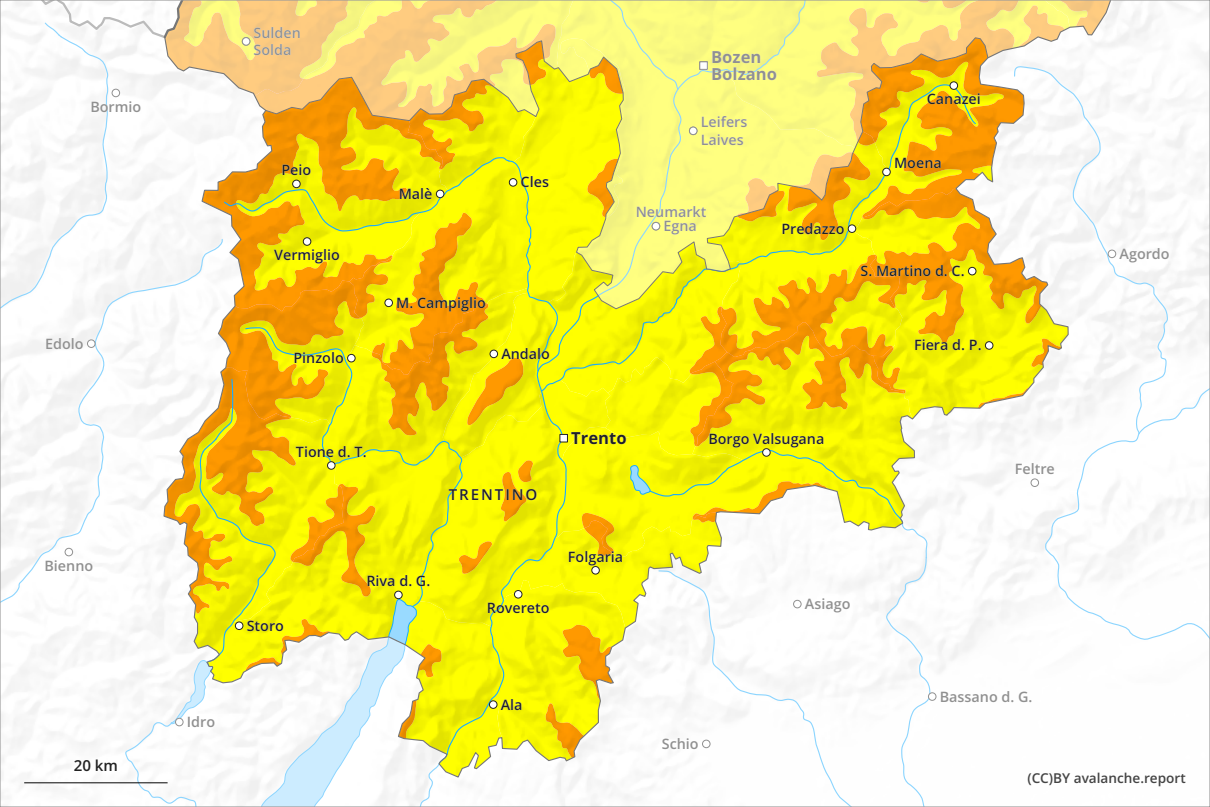 Sulden
Solda
Bozen
Bolzano
Bormio
Canazei
Leifers
Laives
Moena
Peio
Malè
Cles
Neumarkt
Egna
Predazzo
Vermiglio
Agordo
S. Martino d. C.
M. Campiglio
Edolo
Pinzolo
Andalo
Fiera d. P.
Trento
Borgo Valsugana
Tione d. T.
Feltre
TRENTINO
Bienno
Folgaria
Riva d. G.
Rovereto
Asiago
Storo
Bassano d. G.
Ala
Idro
Schio
20 km
(CC)BY avalanche.report